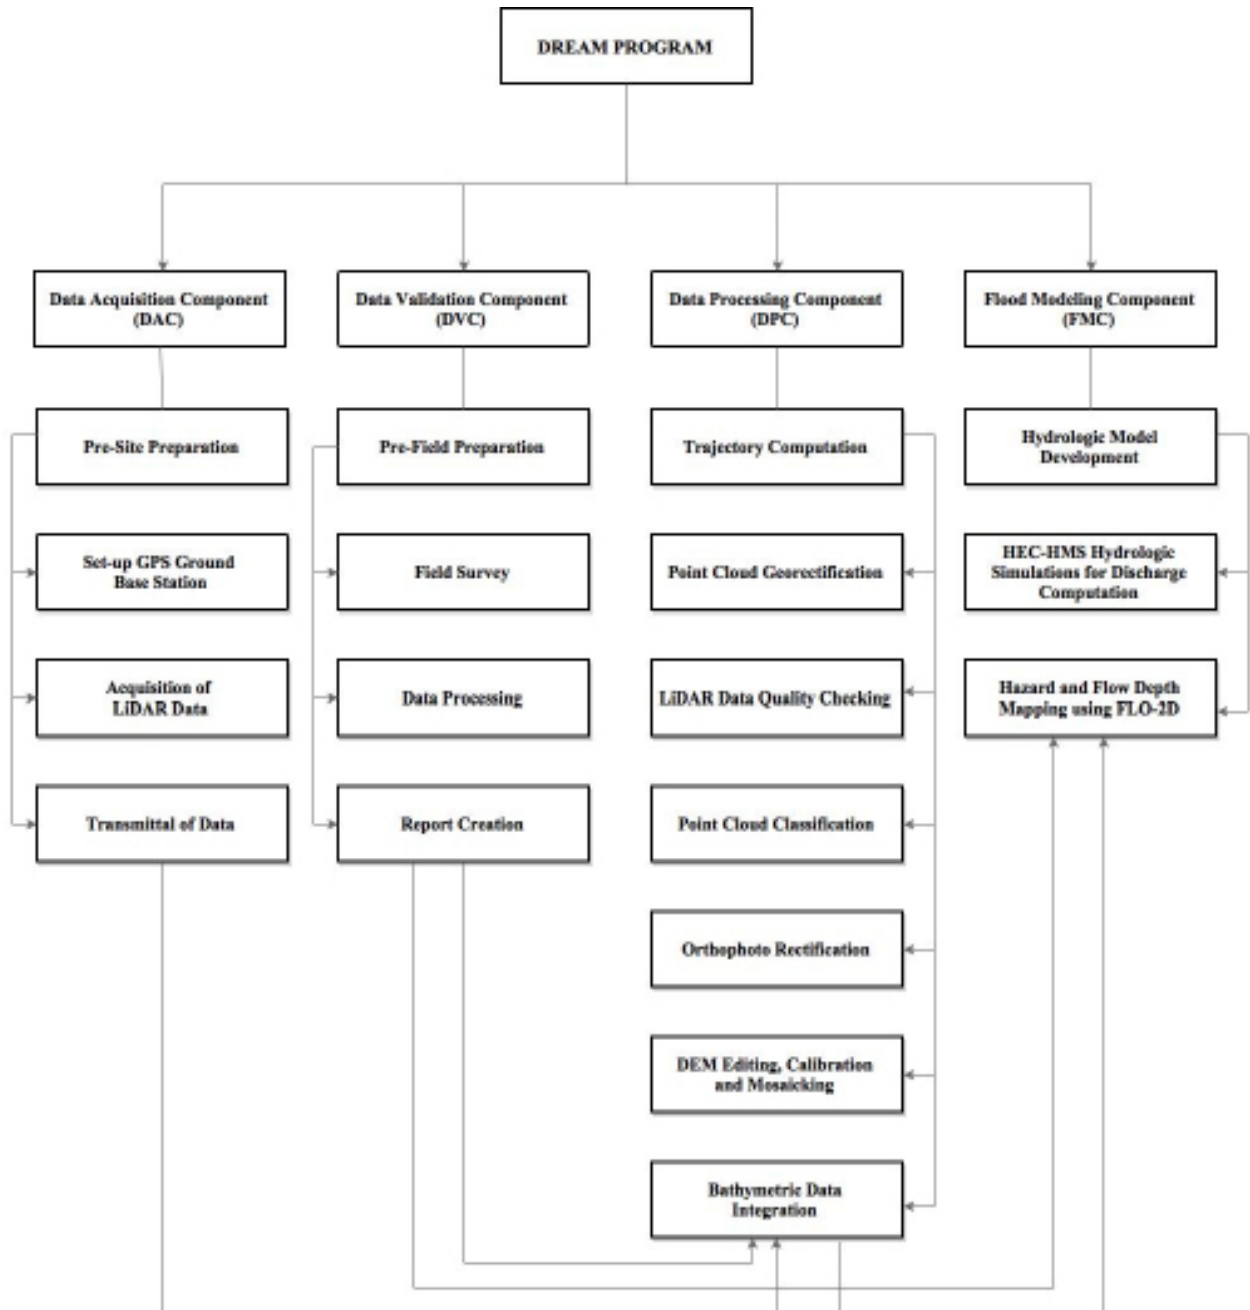 DREAM PROGRAM
Data Acquisition Component
(DAC)
Data Validation Component
(DVC)
Data Processing Component
(DPC)
Flood Modeling Component
(FMC)
Pre-Site Preparation
Pre-Field Preparation
Trajectory Computation
Hydrologic Model
Development
Set-up GPS Ground
Base Station
Field Survey
Point Cloud Georectification
HEC-HMS Hydrologic
Simulations for Discharge
Computation
Acquisition of
LiDAR Data
Data Processing
LiDAR Data Quality Checking
Hazard and Flow Depth
Mapping using FLO-2D
Transmittal of Data
Report Creation
Point Cloud Classification
Orthophoto Rectification
DEM Editing, Calibration
and Mosaicking
Bathymetric Data
Integration